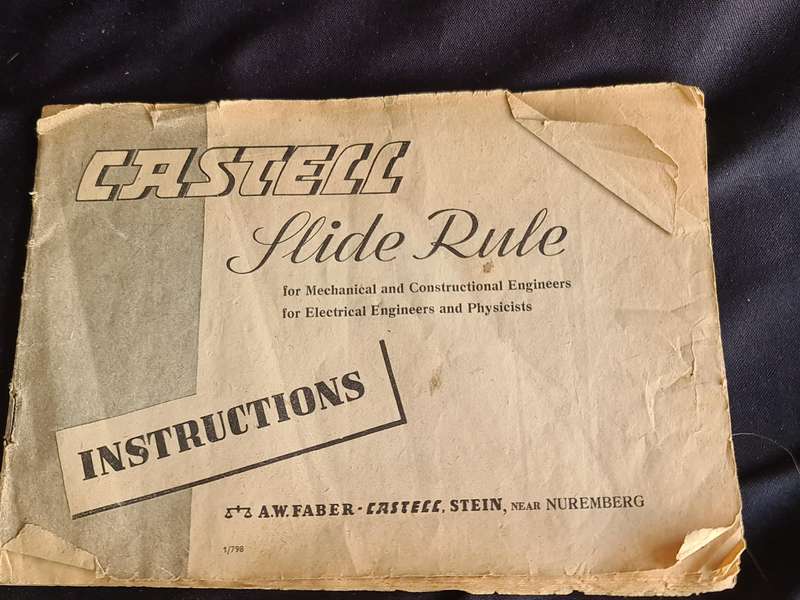 CASTELL
Slide Rule
for Mechanical and Constructional Engineers
for Electrical Engineers and Physicists
INSTRUCTIONS
A.W. FABER-CASTELL, STEIN, NEAR NUREMBERG
1/798